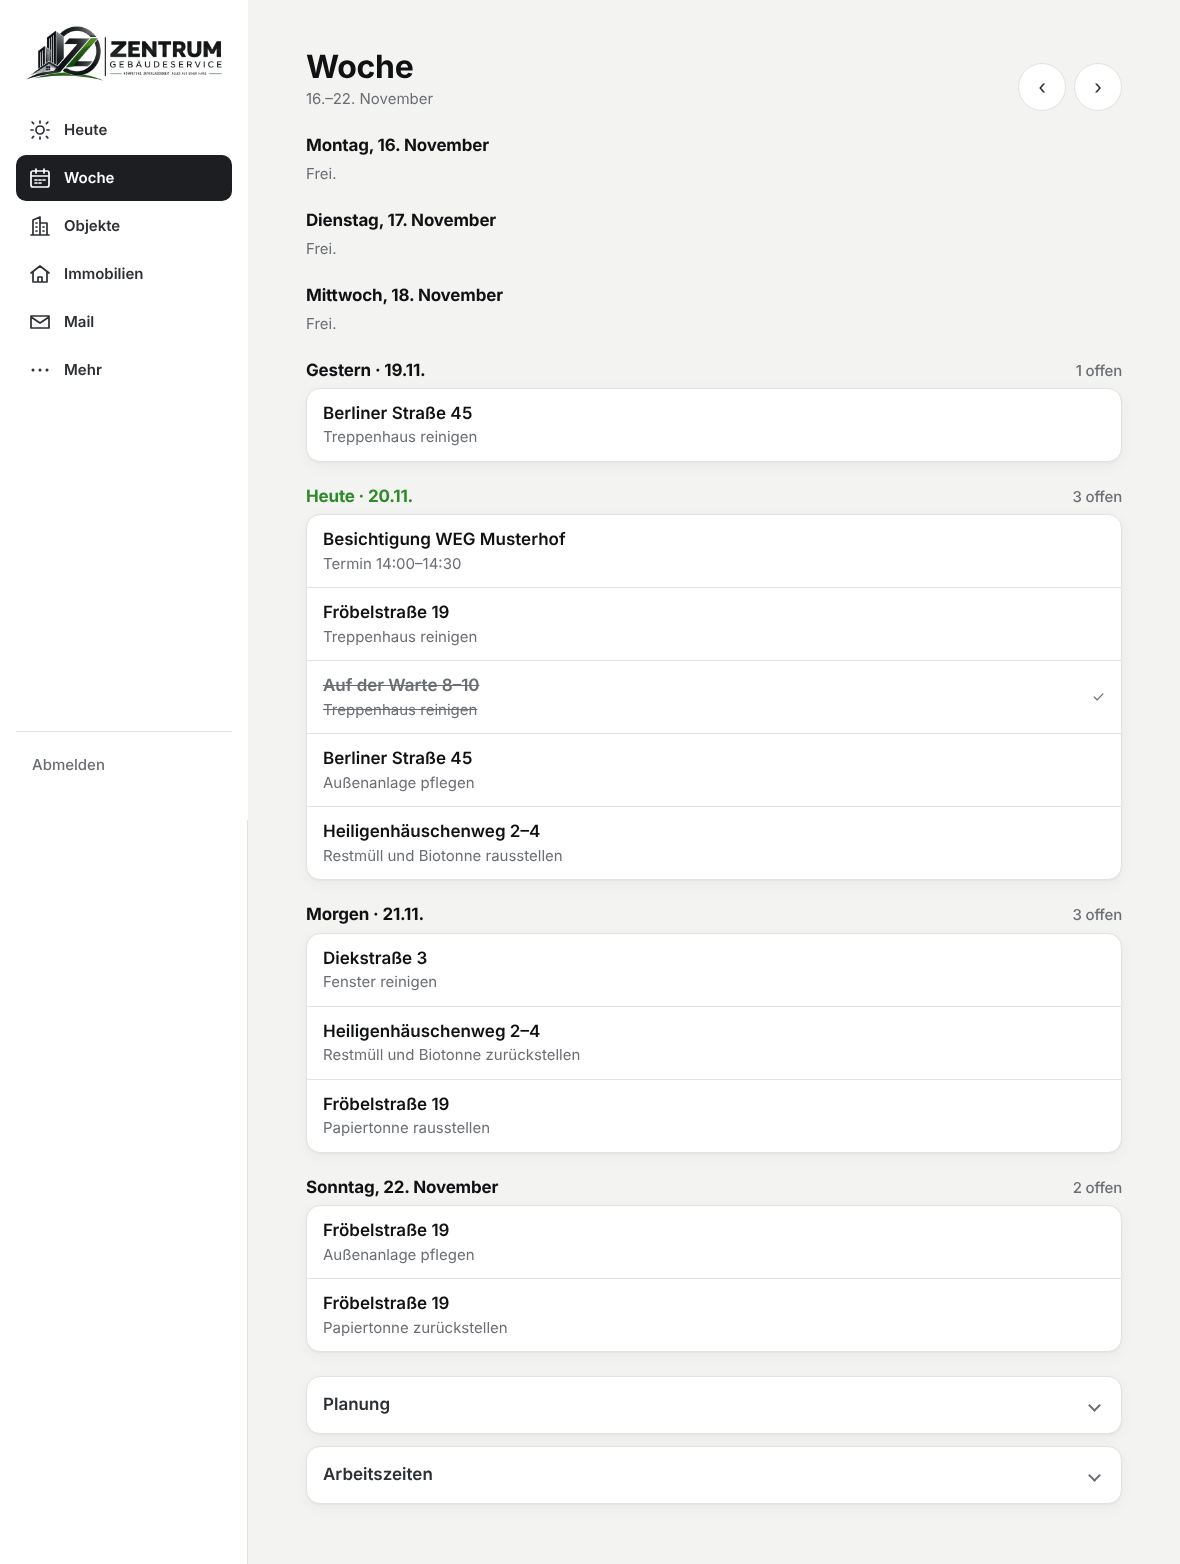 ZENTRUM
GEBÄUDESERVICE
Heute
Woche
Objekte
Immobilien
Mail
Mehr
Abmelden
Woche
16.–22. November
Montag, 16. November
Frei.
Dienstag, 17. November
Frei.
Mittwoch, 18. November
Frei.
Gestern · 19.11.
1 offen
Berliner Straße 45
Treppenhaus reinigen
Heute · 20.11.
3 offen
Besichtigung WEG Musterhof
Termin 14:00–14:30
Fröbelstraße 19
Treppenhaus reinigen
Auf der Warte 8–10
Treppenhaus reinigen
Berliner Straße 45
Außenanlage pflegen
Heiligenhäuschenweg 2–4
Restmüll und Biotonne rausstellen
Morgen · 21.11.
3 offen
Diekstraße 3
Fenster reinigen
Heiligenhäuschenweg 2–4
Restmüll und Biotonne zurückstellen
Fröbelstraße 19
Papiertonne rausstellen
Sonntag, 22. November
2 offen
Fröbelstraße 19
Außenanlage pflegen
Fröbelstraße 19
Papiertonne zurückstellen
Planung
Arbeitszeiten